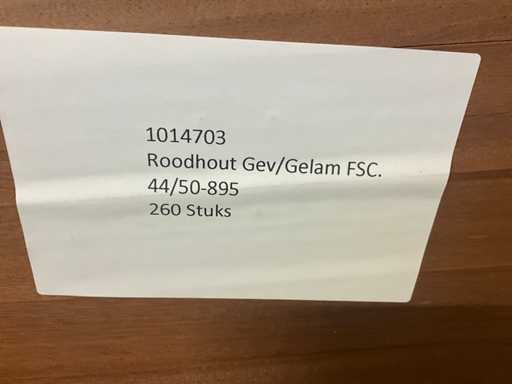 1014703
Roodhout Gev/Gelam FSC.
44/50-895
260 Stuks